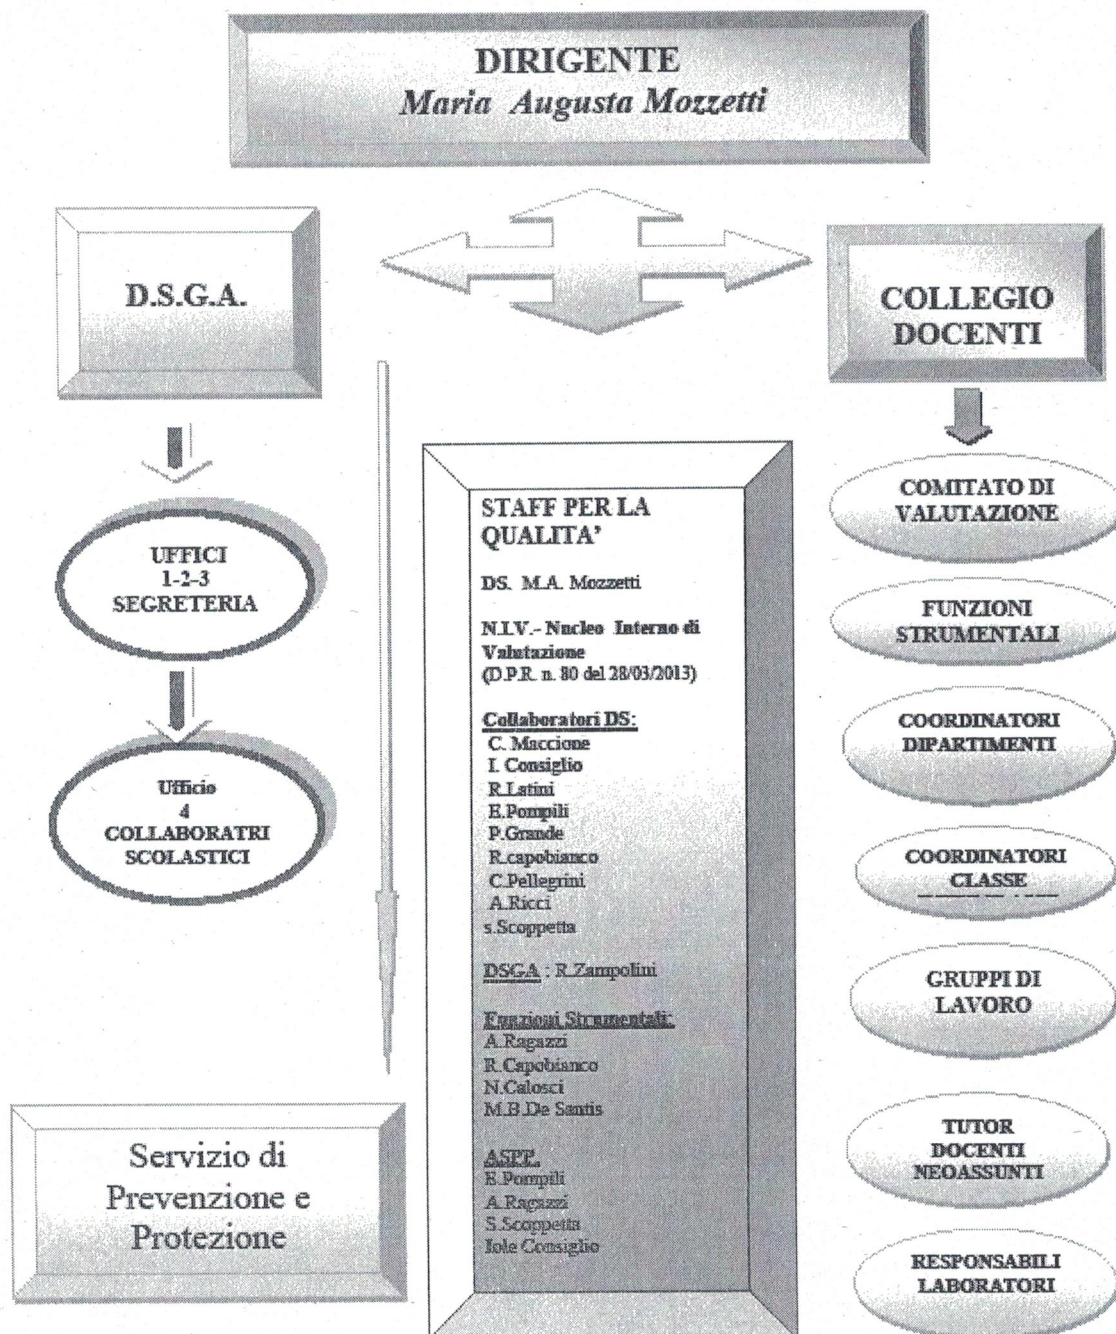 DIRIGENTE
Maria Augusta Mozzetti
D.S.G.A.
UFFICI
1-2-3
SEGRETERIA
Ufficio
4
COLLABORATRI
SCOLASTICI
Servizio di
Prevenzione e
Protezione
STAFF PER LA
QUALITA’
DS. M.A. Mozzetti
N.I.V.- Nucleo Interno di
Valutazione
(D.P.R. n. 80 del 28/03/2013)
Collaboratori DS:
C. Maccione
I. Consiglio
R.Latini
E.Pompili
P.Grande
R.capobianco
C.Pellegrini
A.Ricci
s.Scoppetta
DSGA : R.Zampolini
Funzioni Strumentali:
A.Ragazzi
R.Capobianco
N.Calosci
M.B.De Santis
ASPP.
E.Pompili
A.Ragazzi
S.Scoppetta
Iole Consiglio
COLLEGIO
DOCENTI
COMITATO DI
VALUTAZIONE
FUNZIONI
STRUMENTALI
COORDINATORI
DIPARTIMENTI
COORDINATORI
CLASSE
GRUPPI DI
LAVORO
TUTOR
DOCENTI
NEOASSUNTI
RESPONSABILI
LABORATORI